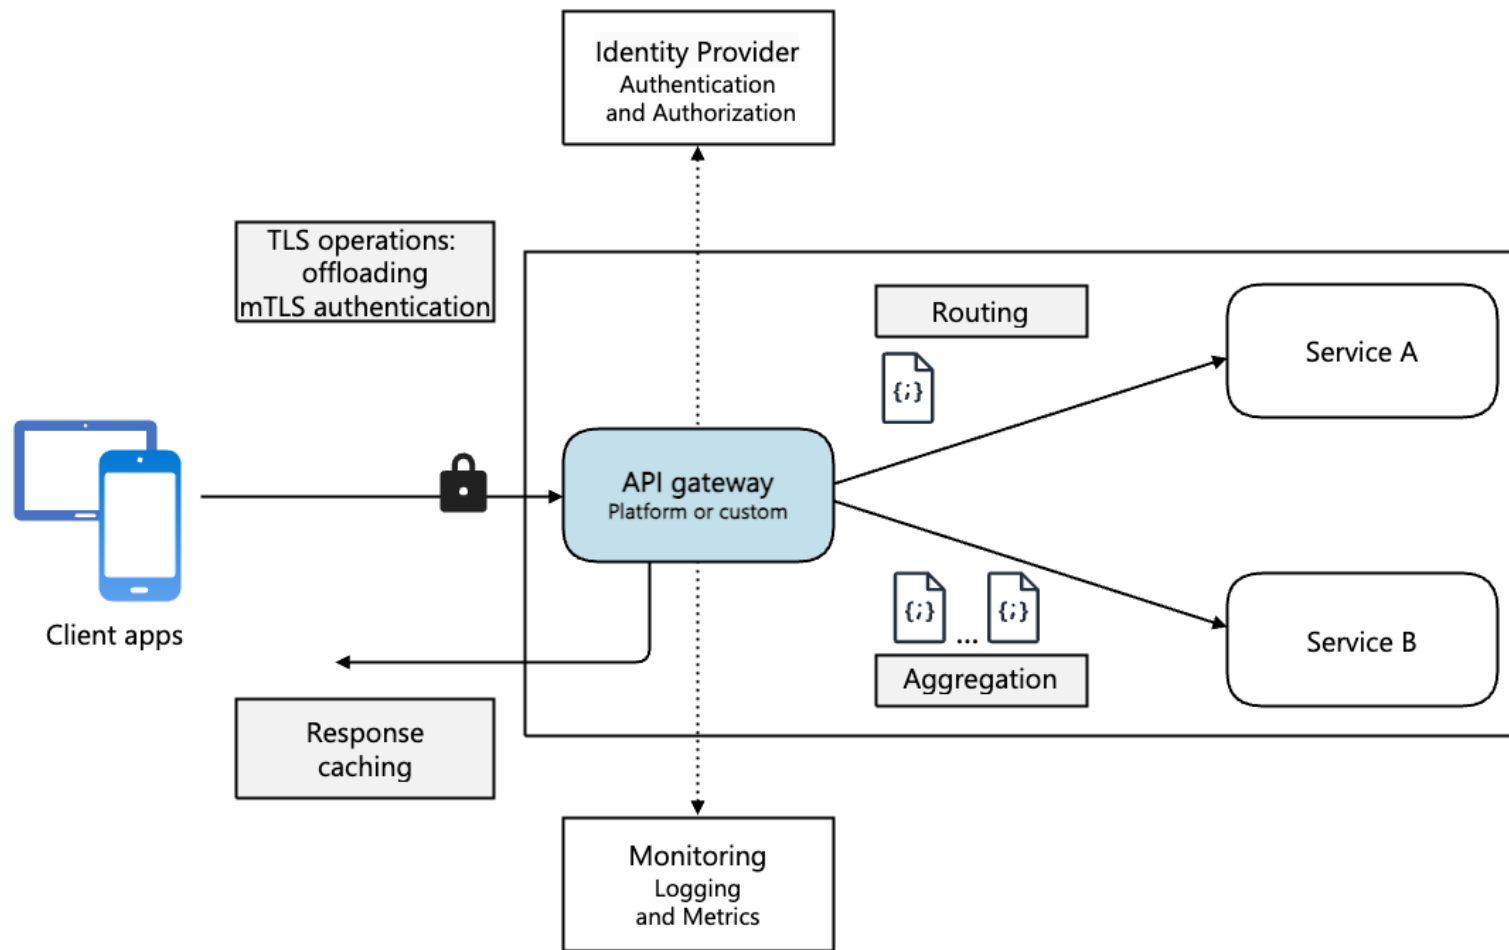 Identity Provider
Authentication
and Authorization
TLS operations:
offloading
mTLS authentication
Routing
{;}
Service A
API gateway
Platform or custom
Client apps
{;}
...
{;}
Aggregation
Service B
Response
caching
Monitoring
Logging
and Metrics